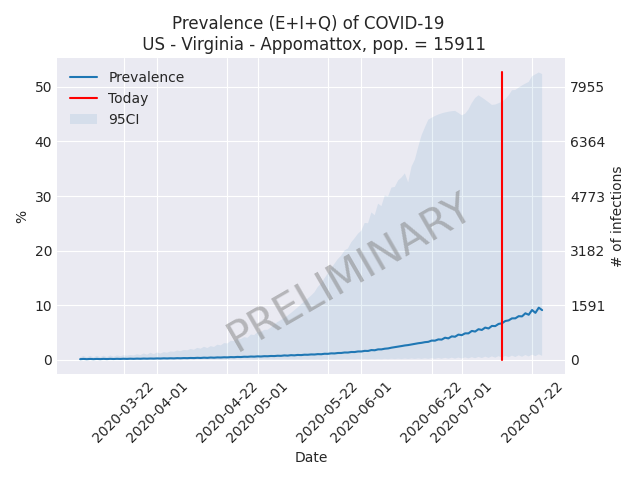 Prevalence (E+I+Q) of COVID-19
US - Virginia - Appomattox, pop. = 15911
Prevalence
Today
95CI
50
40
30
20
10
0
%
7955
6364
4773
3182
1591
0
# of infections
PRELIMINARY
2020-03-22
2020-04-01
2020-04-22
2020-05-01
2020-05-22
2020-06-01
2020-06-22
2020-07-01
2020-07-22
Date